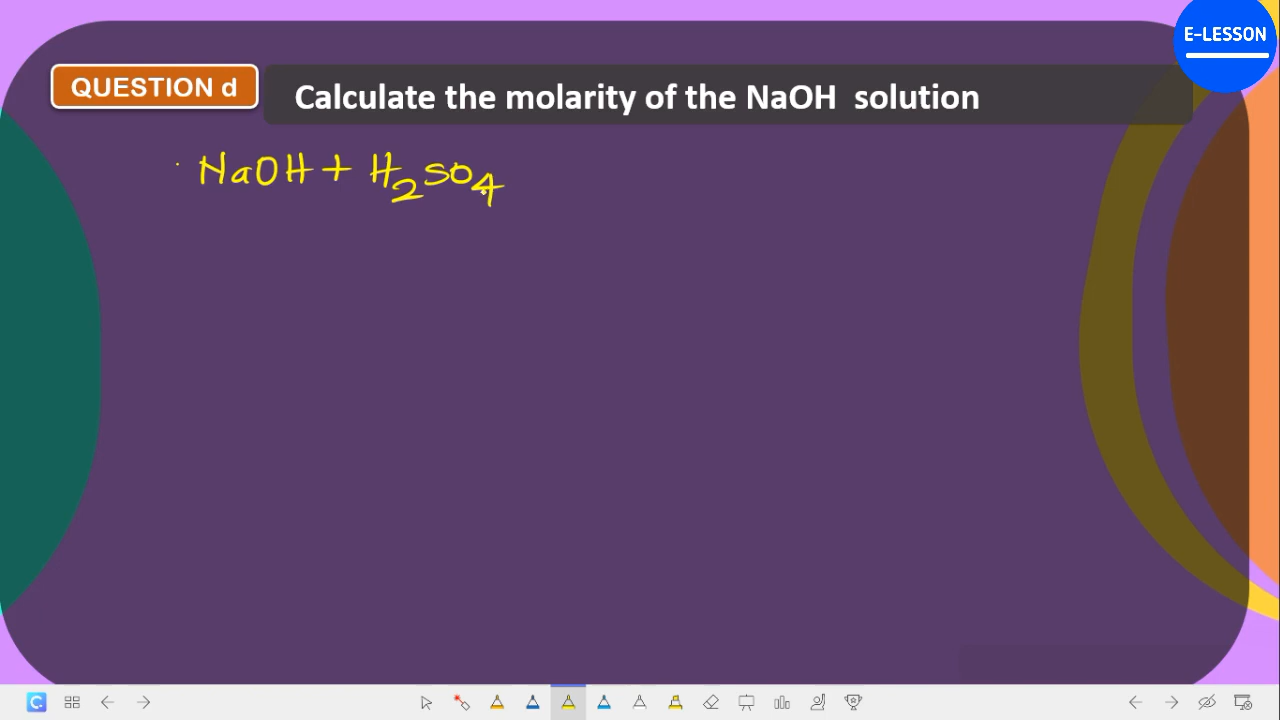 E-LESSON
QUESTION d
Calculate the molarity of the NaOH solution
NaOH + H₂SO₄